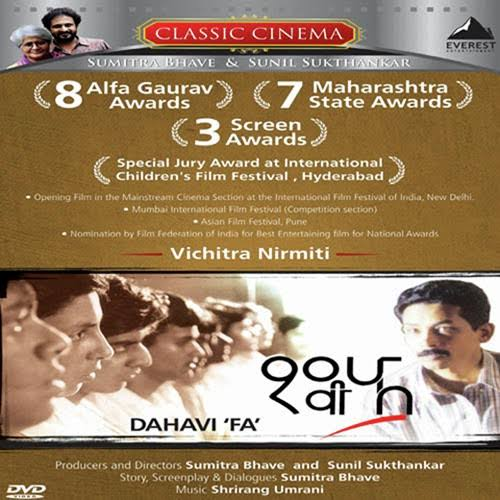 CLASSIC CINEMA
EVEREST
ENTERTAINMENT
SUMITRA BHAVE & SUNIL SUKTHANKAR
8 Alfa Gaurav Awards
7 Maharashtra State Awards
3 Screen Awards
Special Jury Award at International
Children's Film Festival , Hyderabad
• Opening Film in the Mainstream Cinema Section at the International Film Festival of India, New Delhi.
• Mumbai International Film Festival (Competition section)
• Asian Film Festival, Pune
• Nomination by Film Federation of India for Best Entertaining film for National Awards
Vichitra Nirmiti
१०वी फ
DAHAVI 'FA'
Producers and Directors Sumitra Bhave and Sunil Sukthankar
Story, Screenplay & Dialogues Sumitra Bhave
Music Shrirang Umrani
DVD
VIDEO